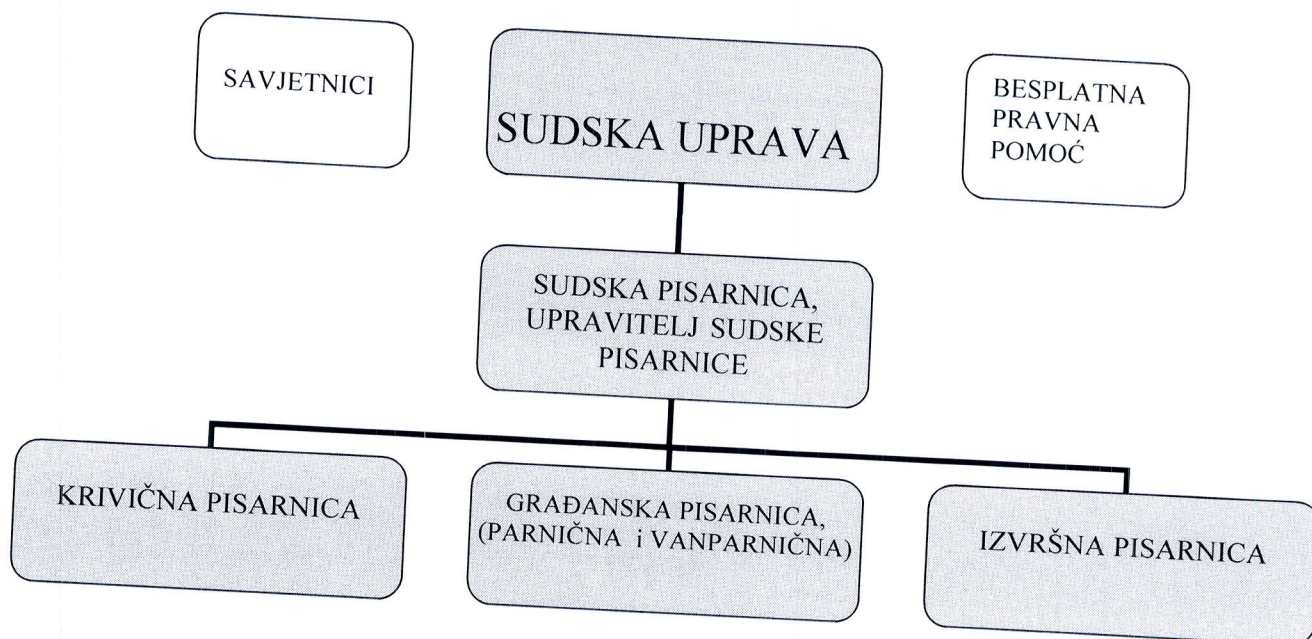 SAVJETNICI
SUDSKA UPRAVA
BESPLATNA
PRAVNA
POMOĆ
SUDSKA PISARNICA,
UPRAVITELJ SUDSKE
PISARNICE
KRIVIČNA PISARNICA
GRAĐANSKA PISARNICA,
(PARNIČNA i VANPARNIČNA)
IZVRŠNA PISARNICA